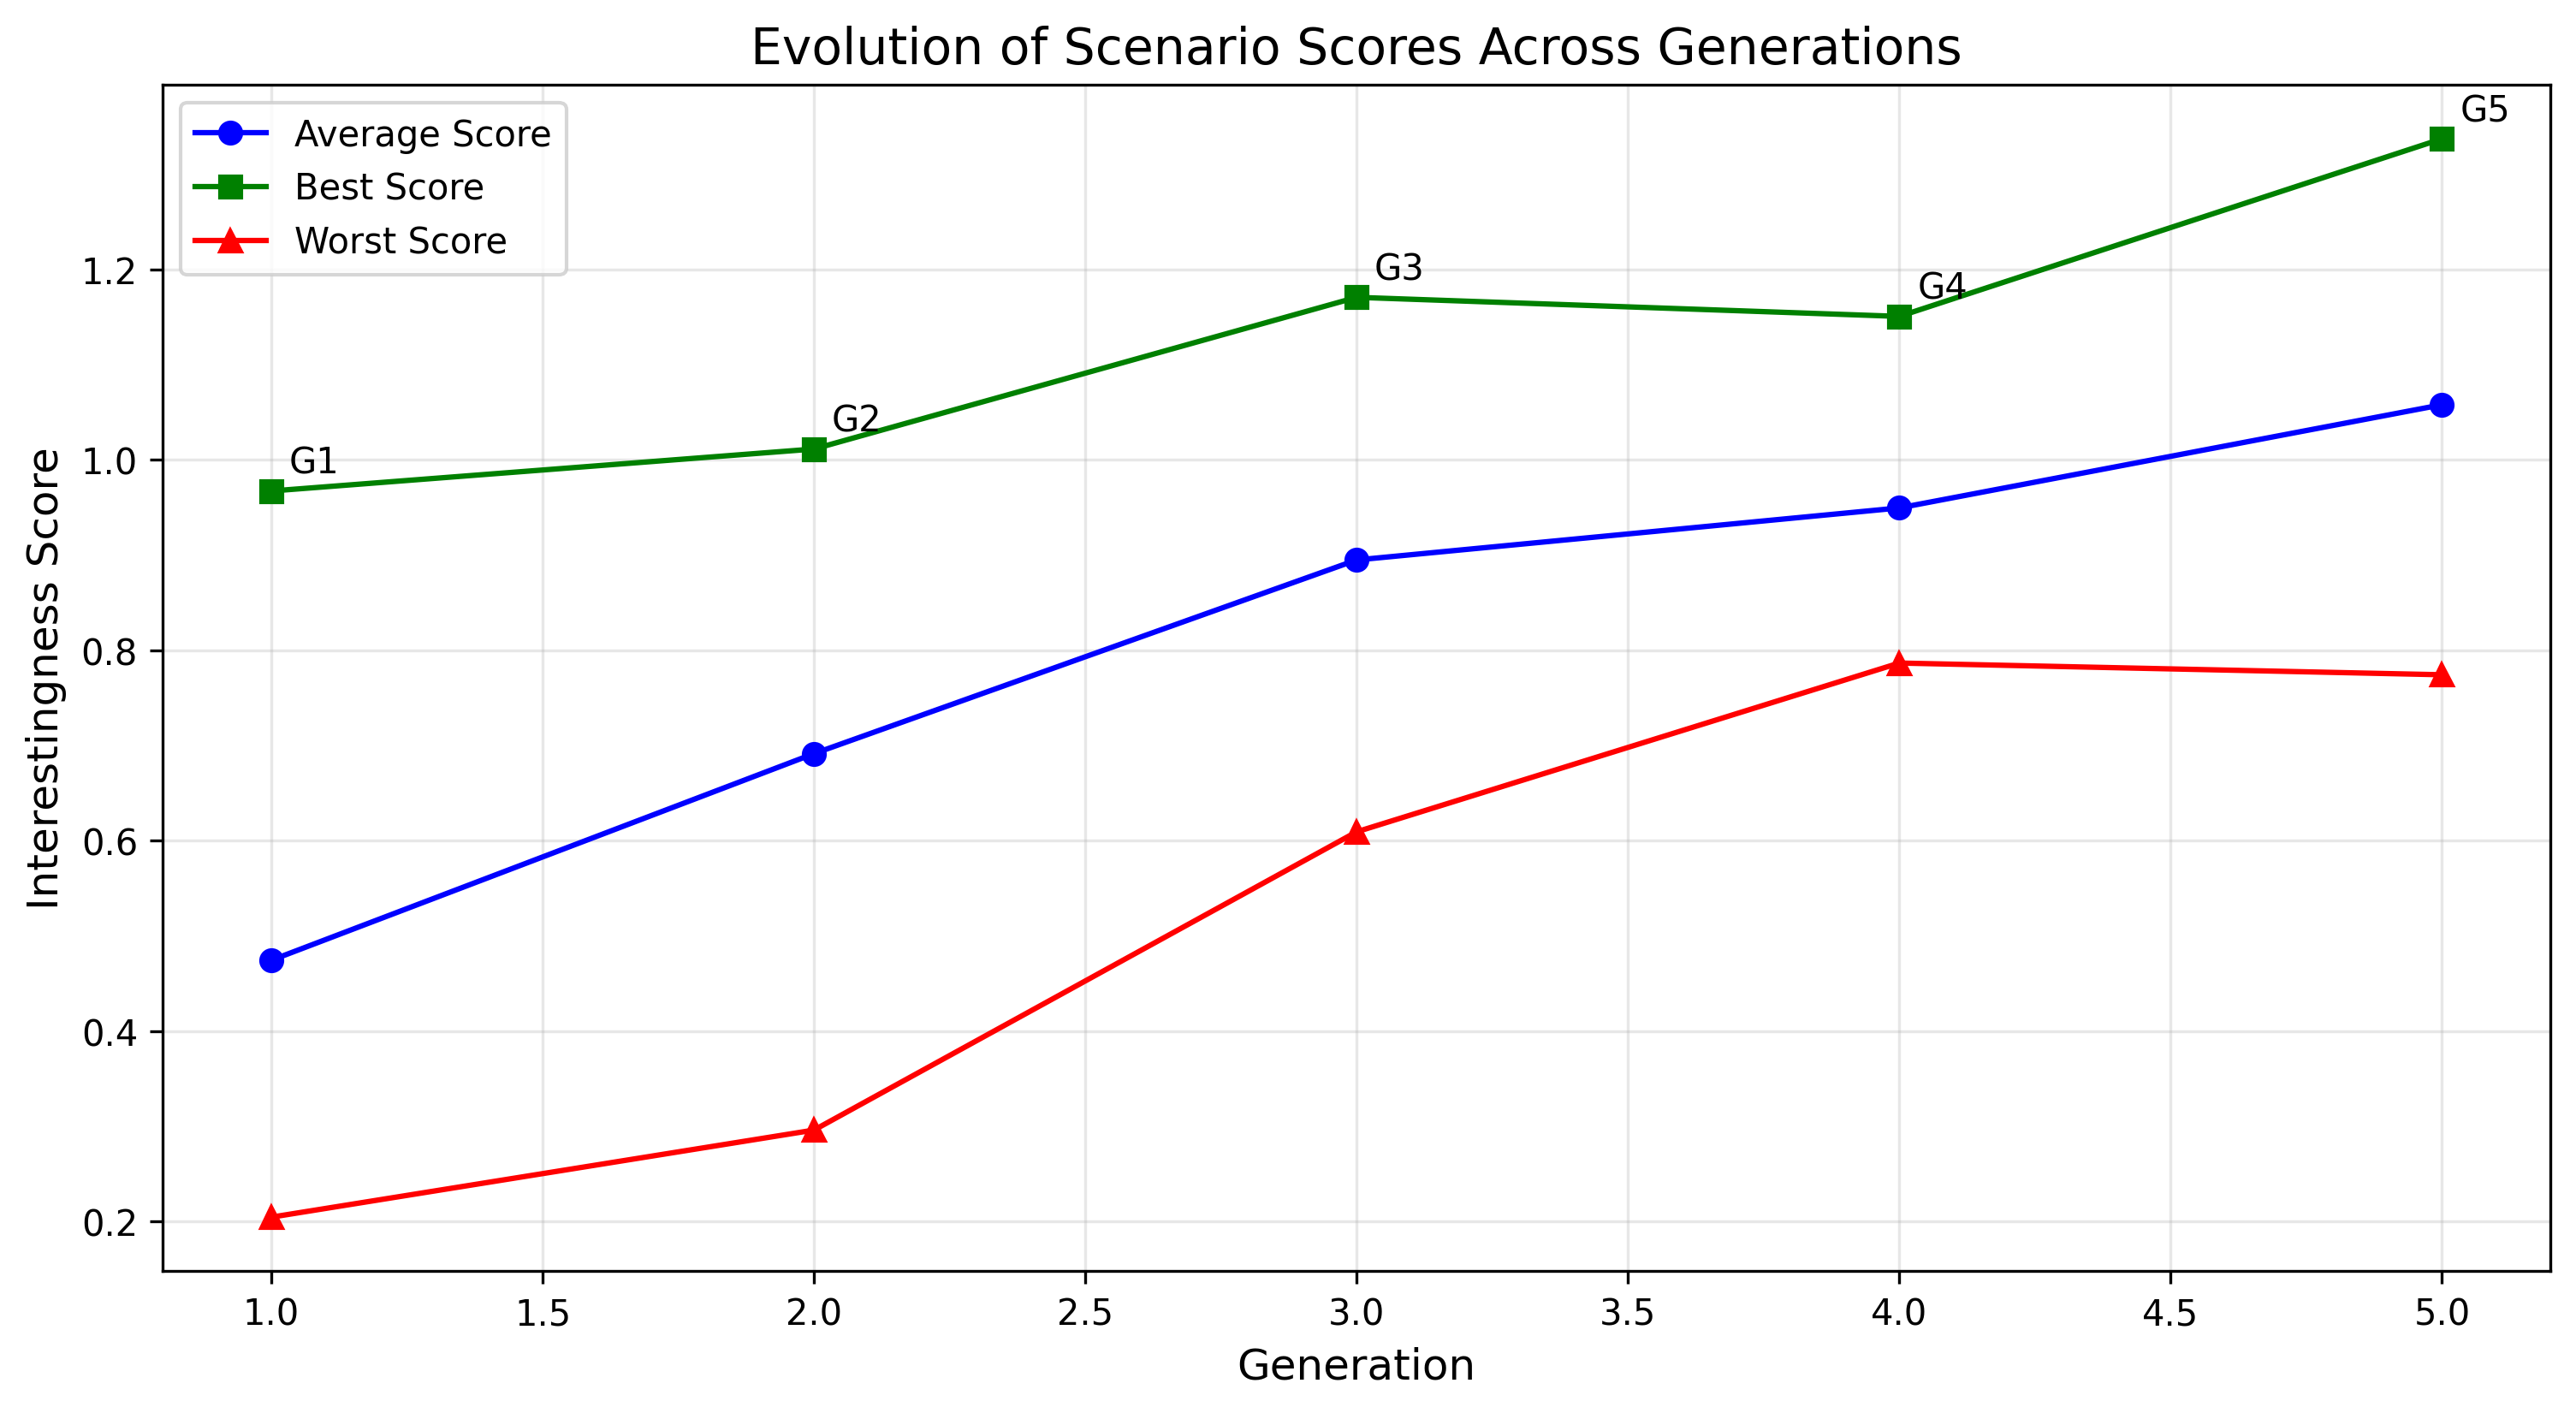 Evolution of Scenario Scores Across Generations
Average Score
Best Score
Worst Score
G1
G2
G3
G4
G5
Interestingness Score
1.2
1.0
0.8
0.6
0.4
0.2
1.0 1.5 2.0 2.5 3.0 3.5 4.0 4.5 5.0
Generation